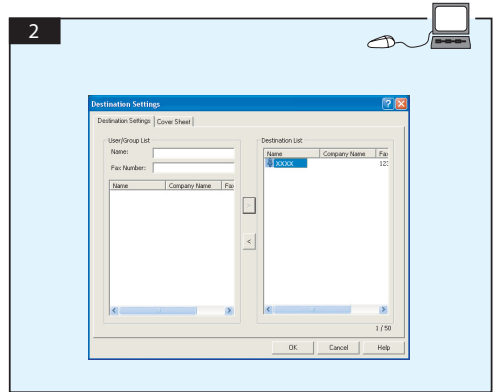 2
Destination Settings
Destination Settings Cover Sheet
User/Group List
Name:
Fax Number:
Name Company Name Fax
>
<
Destination List
Name Company Name Fa
XXXX 123
1 / 50
OK Cancel Help